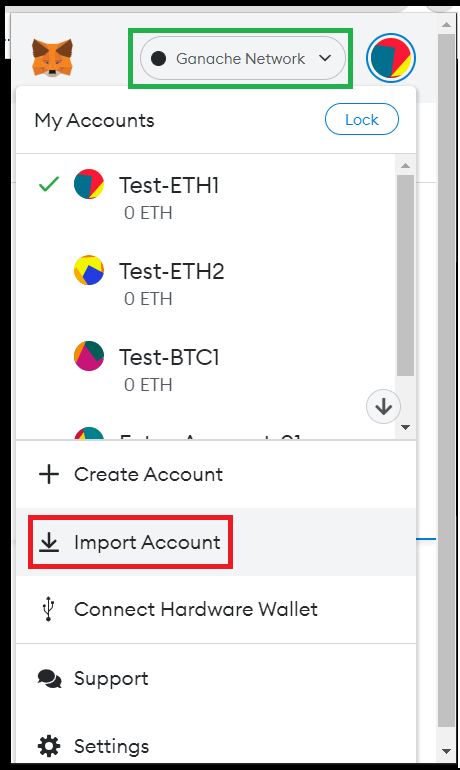 Ganache Network
My Accounts
Lock
Test-ETH1
0 ETH
Test-ETH2
0 ETH
Test-BTC1
0 ETH
Create Account
Import Account
Connect Hardware Wallet
Support
Settings